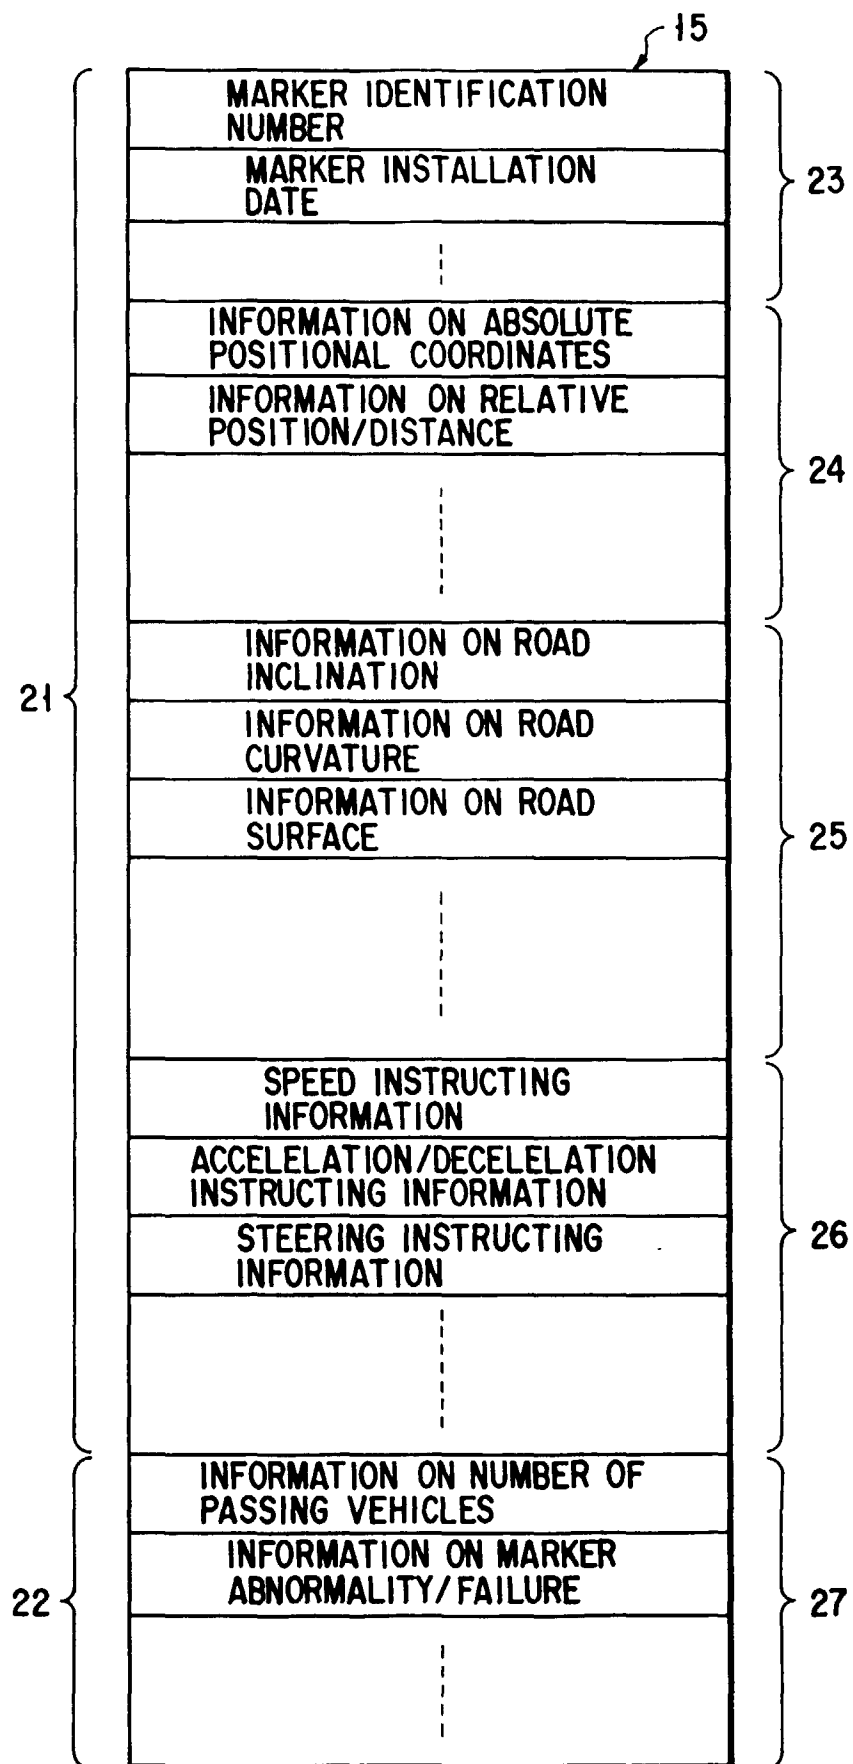 15
MARKER IDENTIFICATION
NUMBER
MARKER INSTALLATION
DATE
23
INFORMATION ON ABSOLUTE
POSITIONAL COORDINATES
INFORMATION ON RELATIVE
POSITION/DISTANCE
24
INFORMATION ON ROAD
INCLINATION
21
INFORMATION ON ROAD
CURVATURE
INFORMATION ON ROAD
SURFACE
25
SPEED INSTRUCTING
INFORMATION
ACCELELATION/DECELELATION
INSTRUCTING INFORMATION
STEERING INSTRUCTING
INFORMATION
26
INFORMATION ON NUMBER OF
PASSING VEHICLES
INFORMATION ON MARKER
ABNORMALITY/FAILURE
22
27